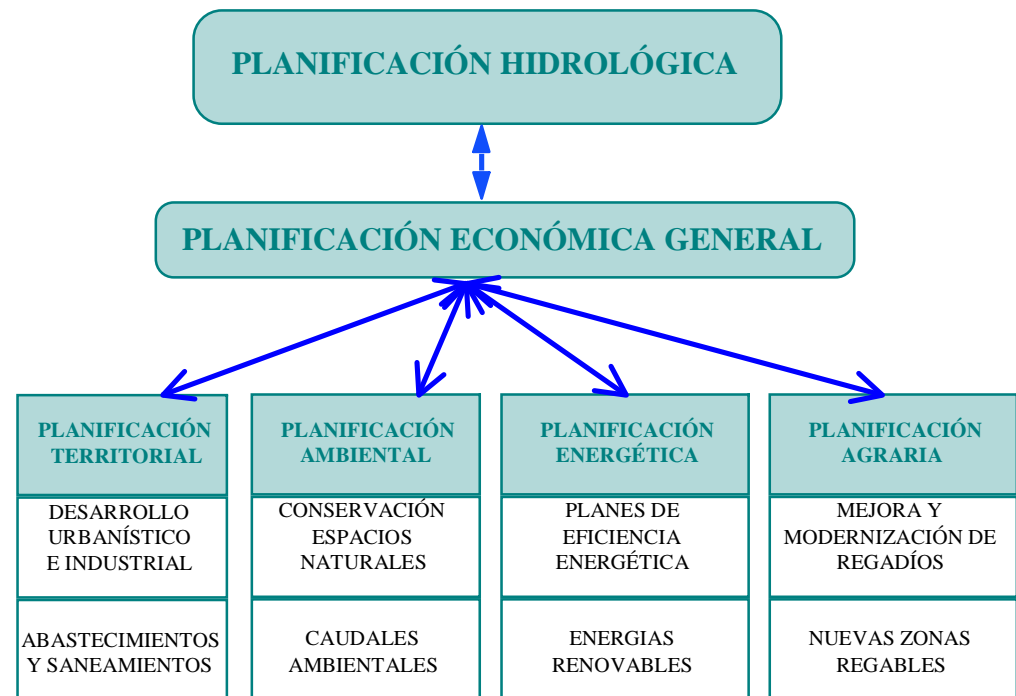 PLANIFICACIÓN HIDROLÓGICA
PLANIFICACIÓN ECONÓMICA GENERAL
PLANIFICACIÓN
TERRITORIAL
DESARROLLO
URBANÍSTICO
E INDUSTRIAL
ABASTECIMIENTOS
Y SANEAMIENTOS
PLANIFICACIÓN
AMBIENTAL
CONSERVACIÓN
ESPACIOS
NATURALES
CAUDALES
AMBIENTALES
PLANIFICACIÓN
ENERGÉTICA
PLANES DE
EFICIENCIA
ENERGÉTICA
ENERGIAS
RENOVABLES
PLANIFICACIÓN
AGRARIA
MEJORA Y
MODERNIZACIÓN DE
REGADÍOS
NUEVAS ZONAS
REGABLES